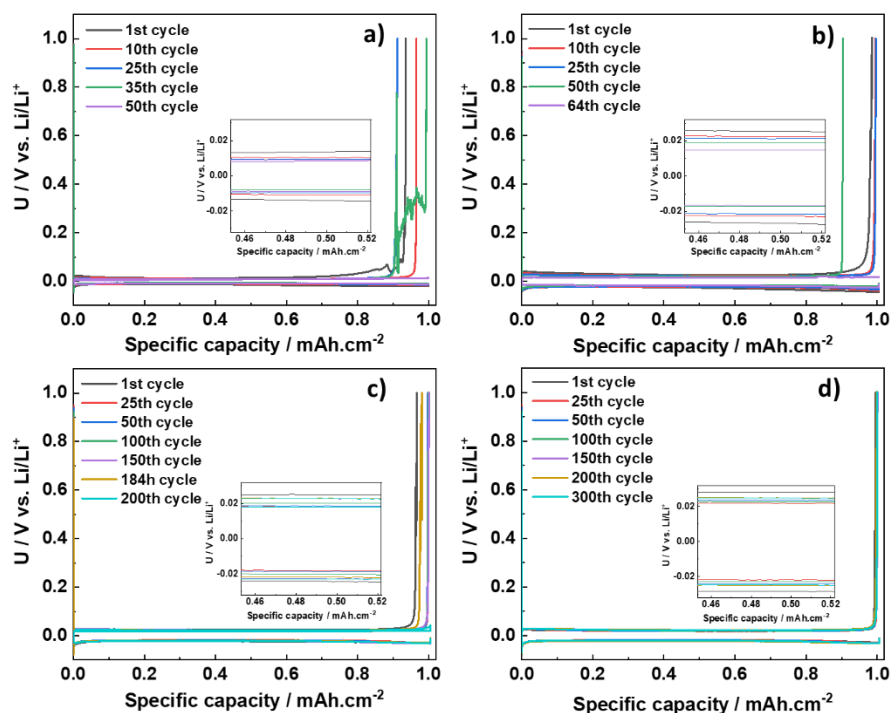 a)
1st cycle
10th cycle
25th cycle
35th cycle
50th cycle
U / V vs. Li/Li+
1.0
0.8
0.6
0.4
0.2
0.0
0.0 0.2 0.4 0.6 0.8 1.0
Specific capacity / mAh.cm-2
U / V vs. Li/Li+
0.02
0.00
-0.02
0.46 0.48 0.50 0.52
Specific capacity / mAh.cm-2
b)
1st cycle
10th cycle
25th cycle
50th cycle
64th cycle
U / V vs. Li/Li+
1.0
0.8
0.6
0.4
0.2
0.0
0.0 0.2 0.4 0.6 0.8 1.0
Specific capacity / mAh.cm-2
U / V vs. Li/Li+
0.02
0.00
-0.02
0.46 0.48 0.50 0.52
Specific capacity / mAh.cm-2
c)
1st cycle
25th cycle
50th cycle
100th cycle
150th cycle
184h cycle
200th cycle
U / V vs. Li/Li+
1.0
0.8
0.6
0.4
0.2
0.0
0.0 0.2 0.4 0.6 0.8 1.0
Specific capacity / mAh.cm-2
U / V vs. Li/Li+
0.02
0.00
-0.02
0.46 0.48 0.50 0.52
Specific capacity / mAh.cm-2
d)
1st cycle
25th cycle
50th cycle
100th cycle
150th cycle
200th cycle
300th cycle
U / V vs. Li/Li+
1.0
0.8
0.6
0.4
0.2
0.0
0.0 0.2 0.4 0.6 0.8 1.0
Specific capacity / mAh.cm-2
U / V vs. Li/Li+
0.02
0.00
-0.02
0.46 0.48 0.50 0.52
Specific capacity / mAh.cm-2